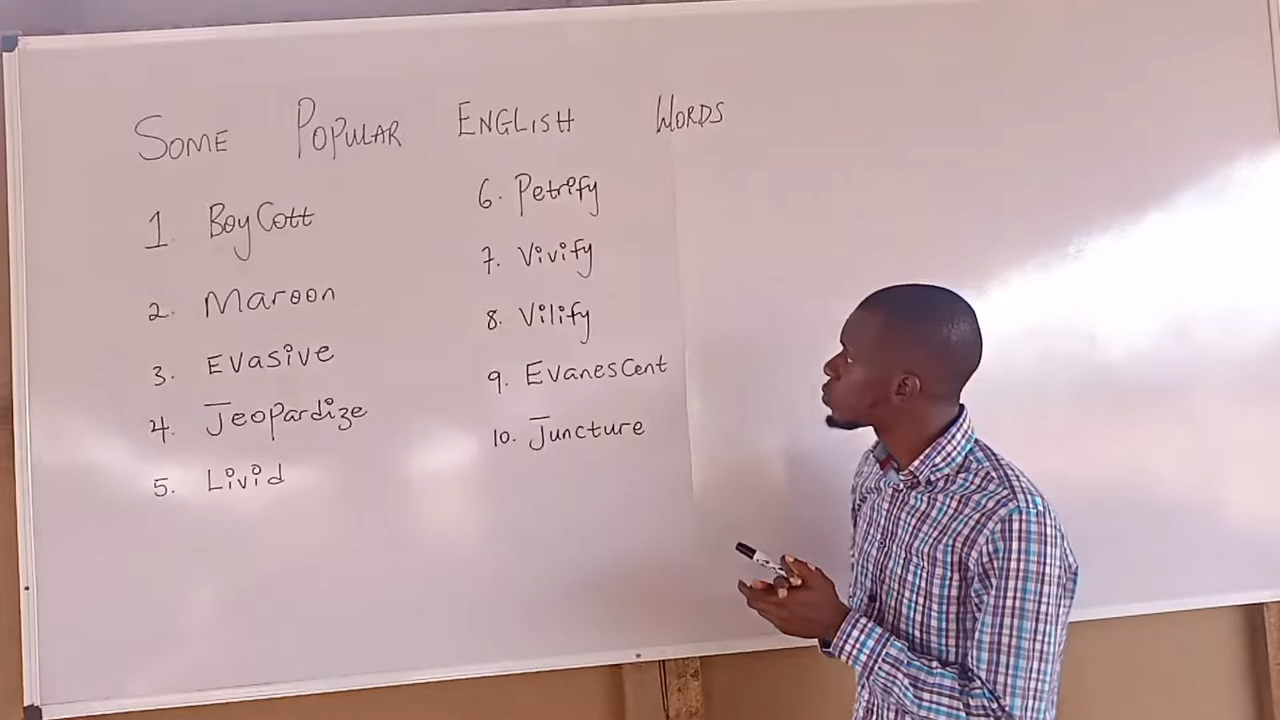 SOME POPULAR ENGLISH WORDS
1. BoyCott
2. Maroon
3. Evasive
4. Jeopardize
5. Livid
6. Petrify
7. Vivify
8. Vilify
9. EvanesCent
10. Juncture